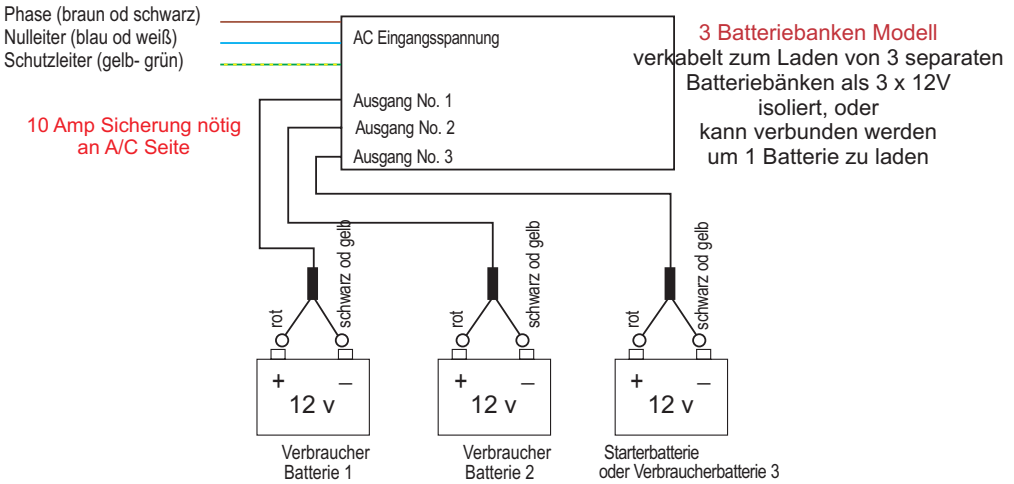 Phase (braun od schwarz)
Nulleiter (blau od weiß)
Schutzleiter (gelb- grün)
AC Eingangsspannung
3 Batteriebanken Modell
verkabelt zum Laden von 3 separaten
Batteriebänken als 3 x 12V
isoliert, oder
kann verbunden werden
um 1 Batterie zu laden
Ausgang No. 1
Ausgang No. 2
Ausgang No. 3
10 Amp Sicherung nötig
an A/C Seite
rot
schwarz od gelb
rot
schwarz od gelb
rot
schwarz od gelb
+ –
12 v
+ –
12 v
+ –
12 v
Verbraucher
Batterie 1
Verbraucher
Batterie 2
Starterbatterie
oder Verbraucherbatterie 3